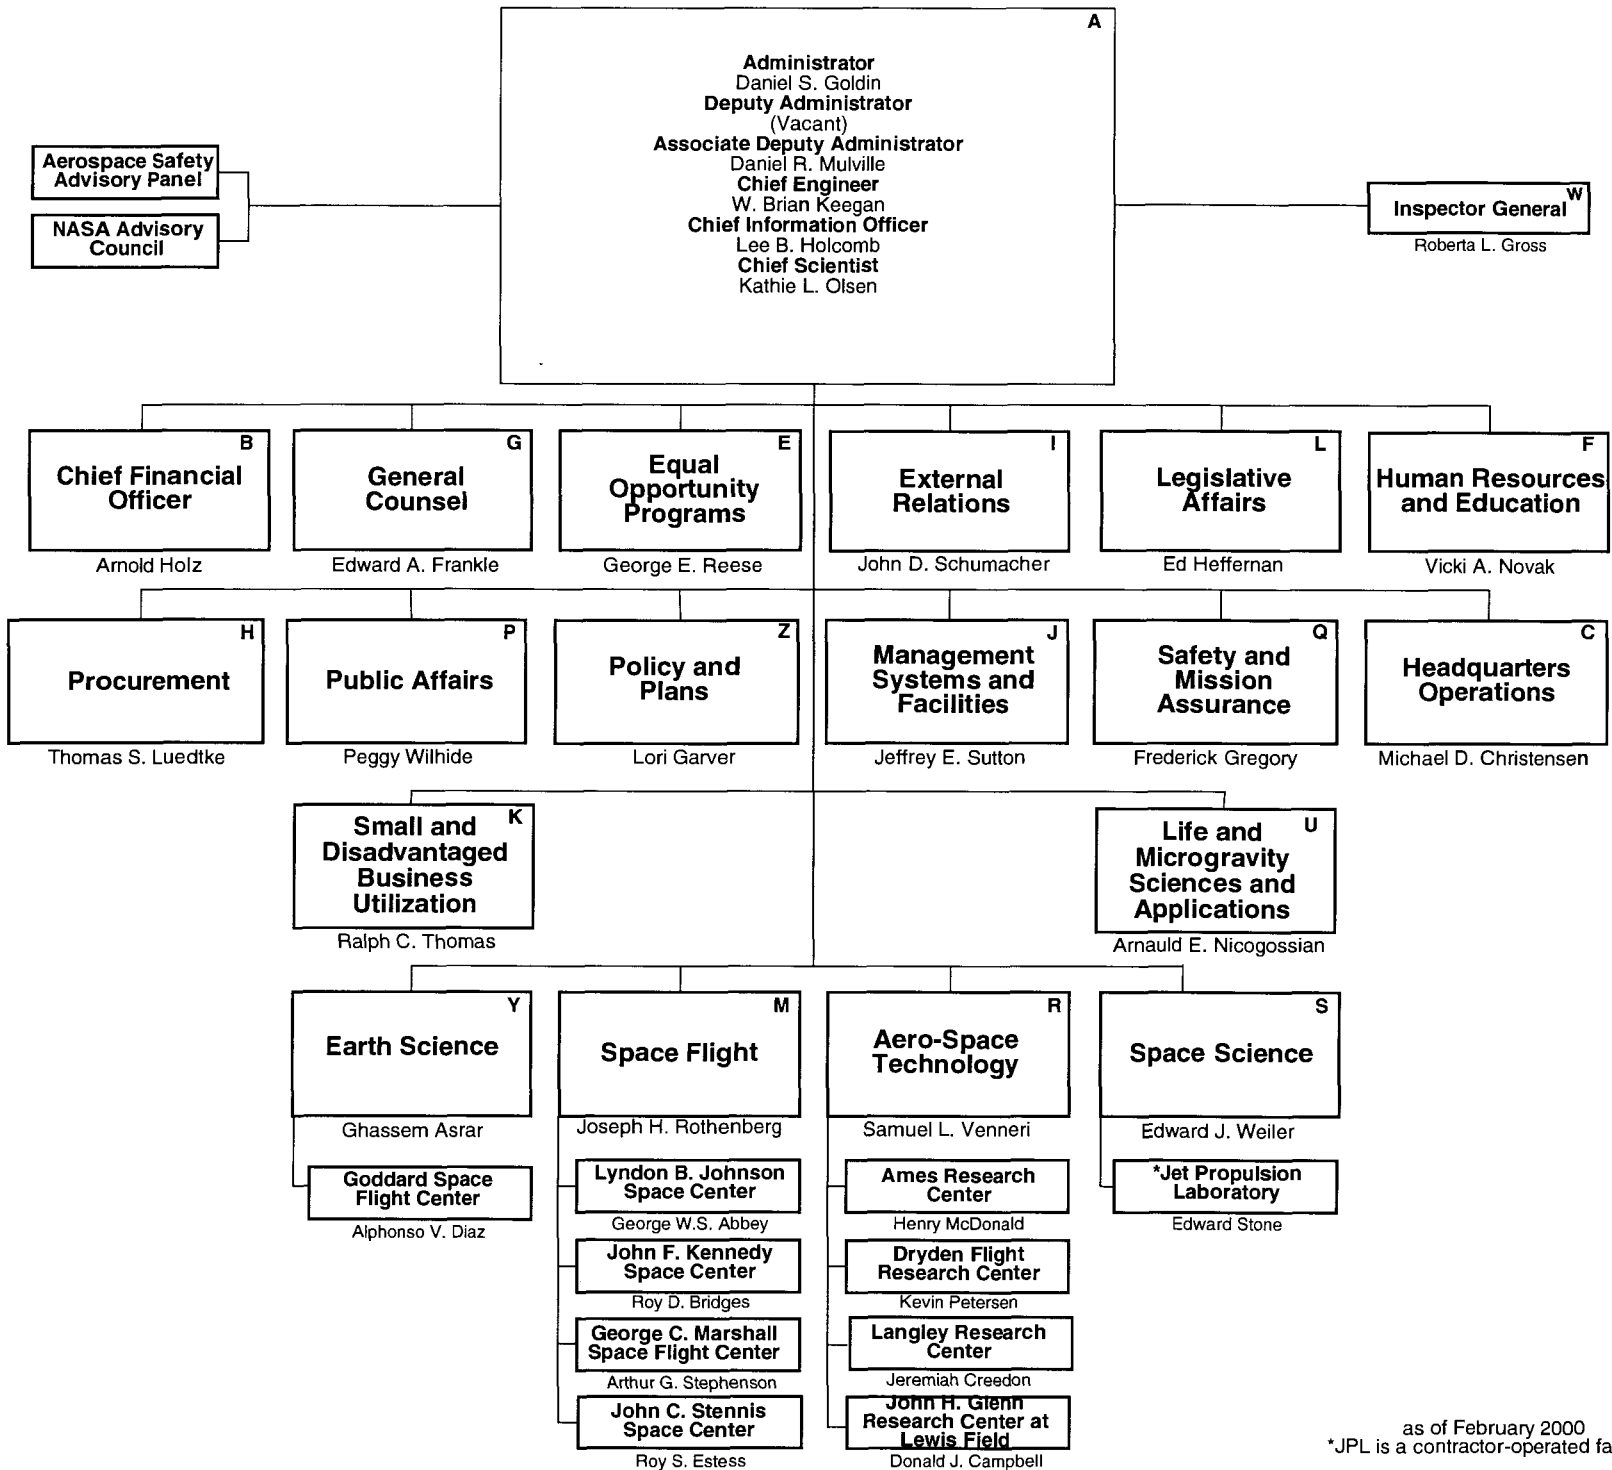 A
Administrator
Daniel S. Goldin
Deputy Administrator
(Vacant)
Associate Deputy Administrator
Daniel R. Mulville
Chief Engineer
W. Brian Keegan
Chief Information Officer
Lee B. Holcomb
Chief Scientist
Kathie L. Olsen
Aerospace Safety
Advisory Panel
NASA Advisory
Council
W
Inspector General
Roberta L. Gross
B
Chief Financial
Officer
Arnold Holz
G
General
Counsel
Edward A. Frankle
E
Equal
Opportunity
Programs
George E. Reese
I
External
Relations
John D. Schumacher
L
Legislative
Affairs
Ed Heffernan
F
Human Resources
and Education
Vicki A. Novak
H
Procurement
Thomas S. Luedtke
P
Public Affairs
Peggy Wilhide
Z
Policy and
Plans
Lori Garver
J
Management
Systems and
Facilities
Jeffrey E. Sutton
Q
Safety and
Mission
Assurance
Frederick Gregory
C
Headquarters
Operations
Michael D. Christensen
K
Small and
Disadvantaged
Business
Utilization
Ralph C. Thomas
U
Life and
Microgravity
Sciences and
Applications
Arnauld E. Nicogossian
Y
Earth Science
Ghassem Asrar
Goddard Space
Flight Center
Alphonso V. Diaz
M
Space Flight
Joseph H. Rothenberg
Lyndon B. Johnson
Space Center
George W.S. Abbey
John F. Kennedy
Space Center
Roy D. Bridges
George C. Marshall
Space Flight Center
Arthur G. Stephenson
John C. Stennis
Space Center
Roy S. Estess
R
Aero-Space
Technology
Samuel L. Venneri
Ames Research
Center
Henry McDonald
Dryden Flight
Research Center
Kevin Petersen
Langley Research
Center
Jeremiah Creedon
John H. Glenn
Research Center at
Lewis Field
Donald J. Campbell
S
Space Science
Edward J. Weiler
*Jet Propulsion
Laboratory
Edward Stone
as of February 2000
*JPL is a contractor-operated fa